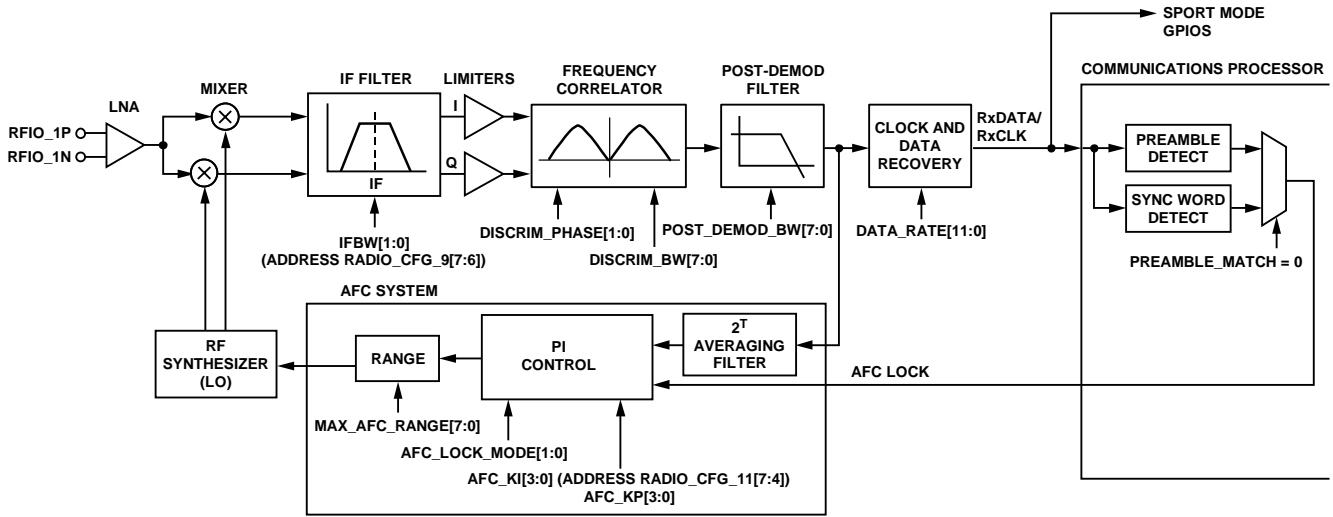 SPORT MODE
GPIOS
COMMUNICATIONS PROCESSOR
LNA
RFIO_1P
RFIO_1N
MIXER
IF FILTER
IF
LIMITERS
I
Q
FREQUENCY
CORRELATOR
POST-DEMOD
FILTER
CLOCK AND
DATA
RECOVERY
RxDATA/
RxCLK
PREAMBLE
DETECT
SYNC WORD
DETECT
IFBW[1:0]
(ADDRESS RADIO_CFG_9[7:6])
DISCRIM_PHASE[1:0]
DISCRIM_BW[7:0]
POST_DEMOD_BW[7:0]
DATA_RATE[11:0]
PREAMBLE_MATCH = 0
AFC SYSTEM
RF
SYNTHESIZER
(LO)
RANGE
PI
CONTROL
2T
AVERAGING
FILTER
AFC LOCK
MAX_AFC_RANGE[7:0]
AFC_LOCK_MODE[1:0]
AFC_KI[3:0] (ADDRESS RADIO_CFG_11[7:4])
AFC_KP[3:0]